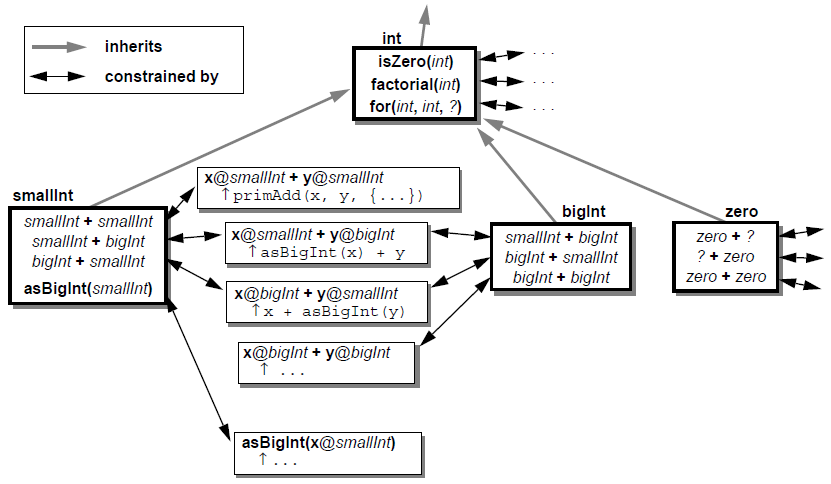 inherits
constrained by
int
isZero(int)
factorial(int)
for(int, int, ?)
. . .
. . .
. . .
smallInt
smallInt + smallInt
smallInt + bigInt
bigInt + smallInt
asBigInt(smallInt)
x@smallInt + y@smallInt
↑primAdd(x, y, {...})
x@smallInt + y@bigInt
↑asBigInt(x) + y
x@bigInt + y@smallInt
↑x + asBigInt(y)
x@bigInt + y@bigInt
↑ ...
asBigInt(x@smallInt)
↑...
bigInt
smallInt + bigInt
bigInt + smallInt
bigInt + bigInt
zero
zero + ?
? + zero
zero + zero